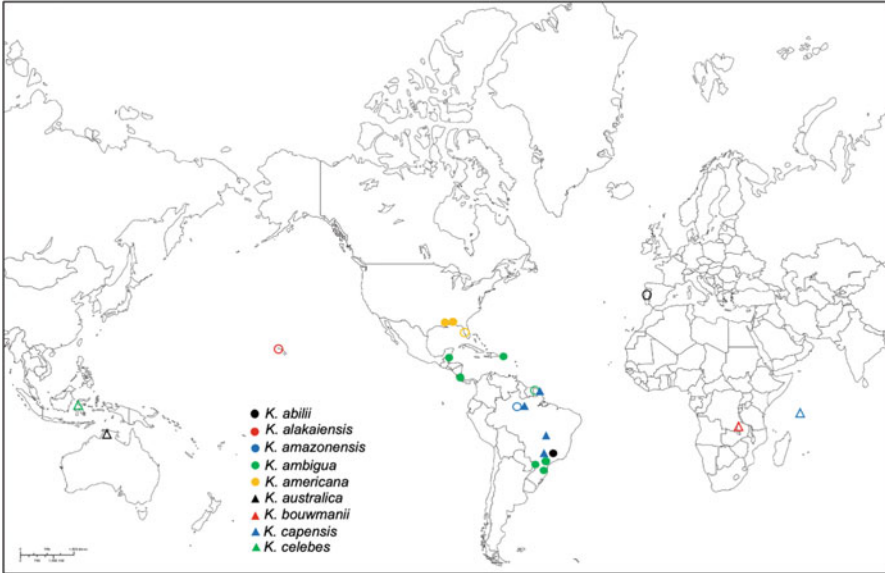 K. abilii
K. alakaiensis
K. amazonensis
K. ambigua
K. americana
K. australica
K. bouwmanii
K. capensis
K. celebes